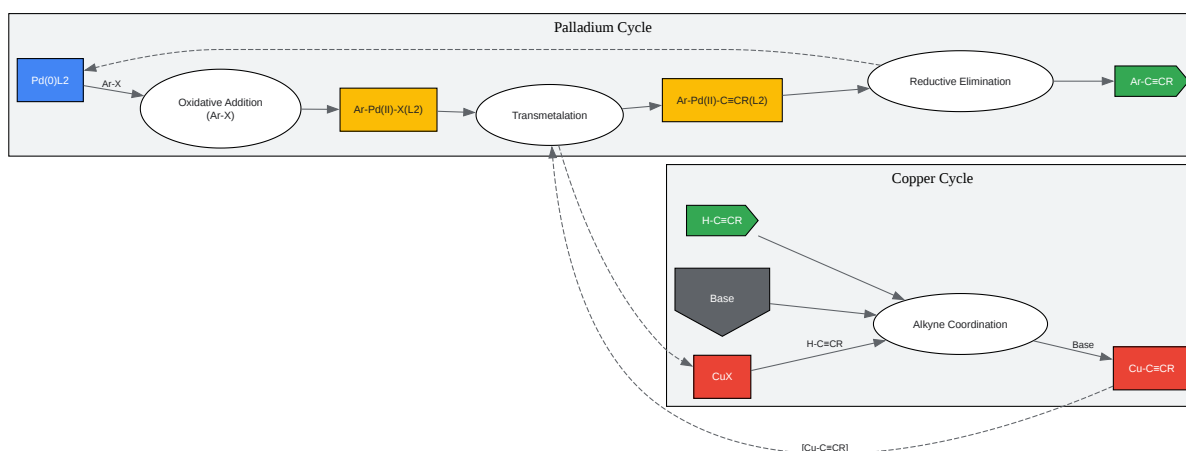 Palladium Cycle
Pd(0)L2
Ar-X
Oxidative Addition
(Ar-X)
Ar-Pd(II)-X(L2)
Transmetalation
Ar-Pd(II)-C≡CR(L2)
Reductive Elimination
Ar-C≡CR
Copper Cycle
H-C≡CR
Base
CuX
H-C≡CR
Alkyne Coordination
Base
Cu-C≡CR
[Cu-C≡CR]